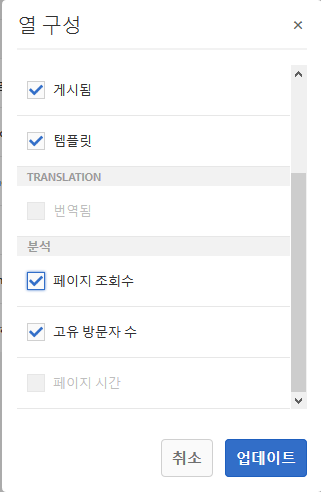 열 구성
게시됨
템플릿
TRANSLATION
번역됨
분석
페이지 조회수
고유 방문자 수
페이지 시간
취소
업데이트